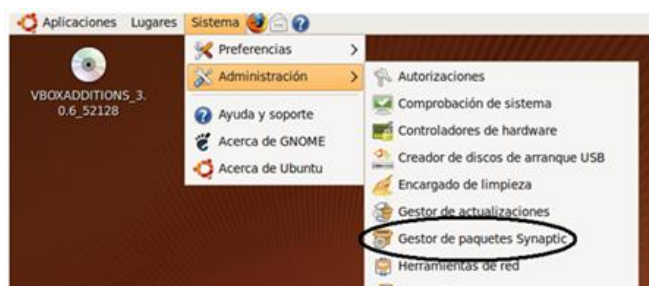 Aplicaciones Lugares Sistema
Preferencias
Administración
Ayuda y soporte
Acerca de GNOME
Acerca de Ubuntu
VBOXADDITIONS_3.
0.6_52128
Autorizaciones
Comprobación de sistema
Controladores de hardware
Creador de discos de arranque USB
Encargado de limpieza
Gestor de actualizaciones
Gestor de paquetes Synaptic
Herramientas de red